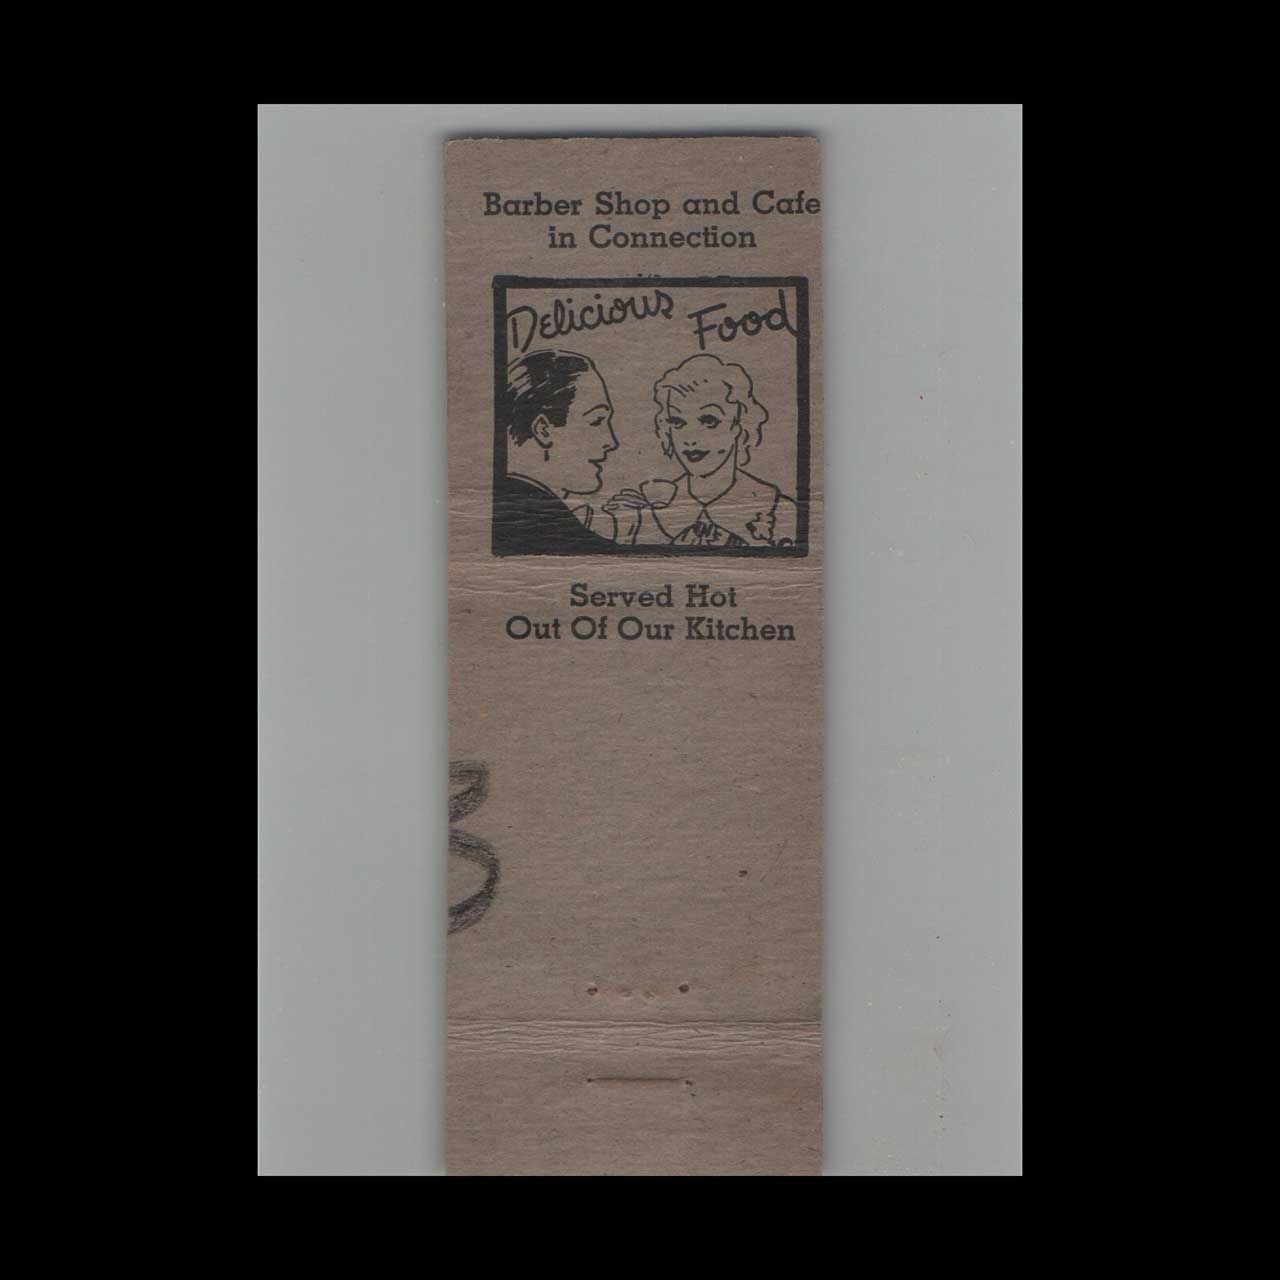 Barber Shop and Cafe
in Connection
Delicious Food
Served Hot
Out Of Our Kitchen